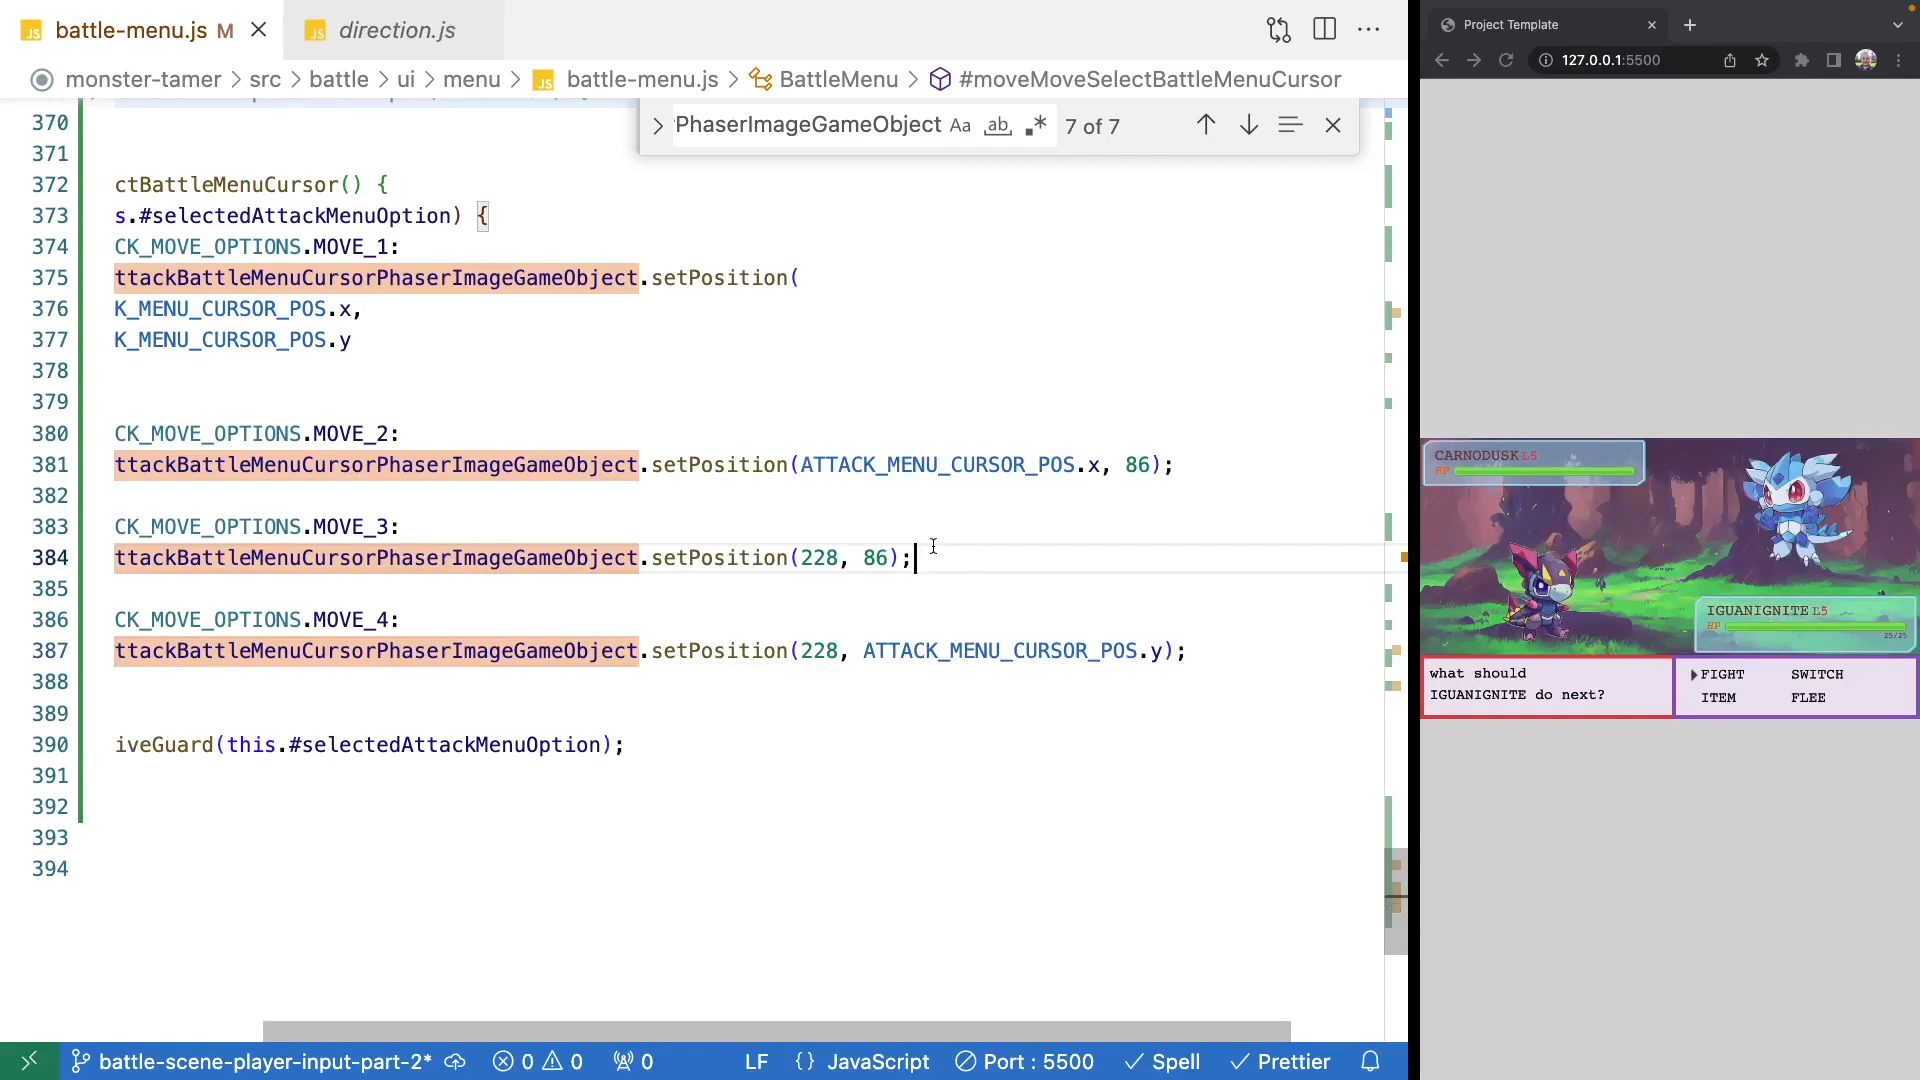 battle-menu.js M
direction.js
monster-tamer > src > battle > ui > menu > battle-menu.js > BattleMenu > #moveMoveSelectBattleMenuCursor
PhaserImageGameObject Aa ab .* 7 of 7
370
371
372 ctBattleMenuCursor() {
373 s.#selectedAttackMenuOption) {
374 CK_MOVE_OPTIONS.MOVE_1:
375 ttackBattleMenuCursorPhaserImageGameObject.setPosition(
376 K_MENU_CURSOR_POS.x,
377 K_MENU_CURSOR_POS.y
378
379
380 CK_MOVE_OPTIONS.MOVE_2:
381 ttackBattleMenuCursorPhaserImageGameObject.setPosition(ATTACK_MENU_CURSOR_POS.x, 86);
382
383 CK_MOVE_OPTIONS.MOVE_3:
384 ttackBattleMenuCursorPhaserImageGameObject.setPosition(228, 86);
385
386 CK_MOVE_OPTIONS.MOVE_4:
387 ttackBattleMenuCursorPhaserImageGameObject.setPosition(228, ATTACK_MENU_CURSOR_POS.y);
388
389
390 iveGuard(this.#selectedAttackMenuOption);
391
392
393
394
battle-scene-player-input-part-2* 0 0 0 LF {} JavaScript Port : 5500 Spell Prettier
Project Template
127.0.0.1:5500
CARNODUSK L5
HP
IGUANIGNITE L5
HP
25/25
what should
IGUANIGNITE do next?
FIGHT SWITCH
ITEM FLEE